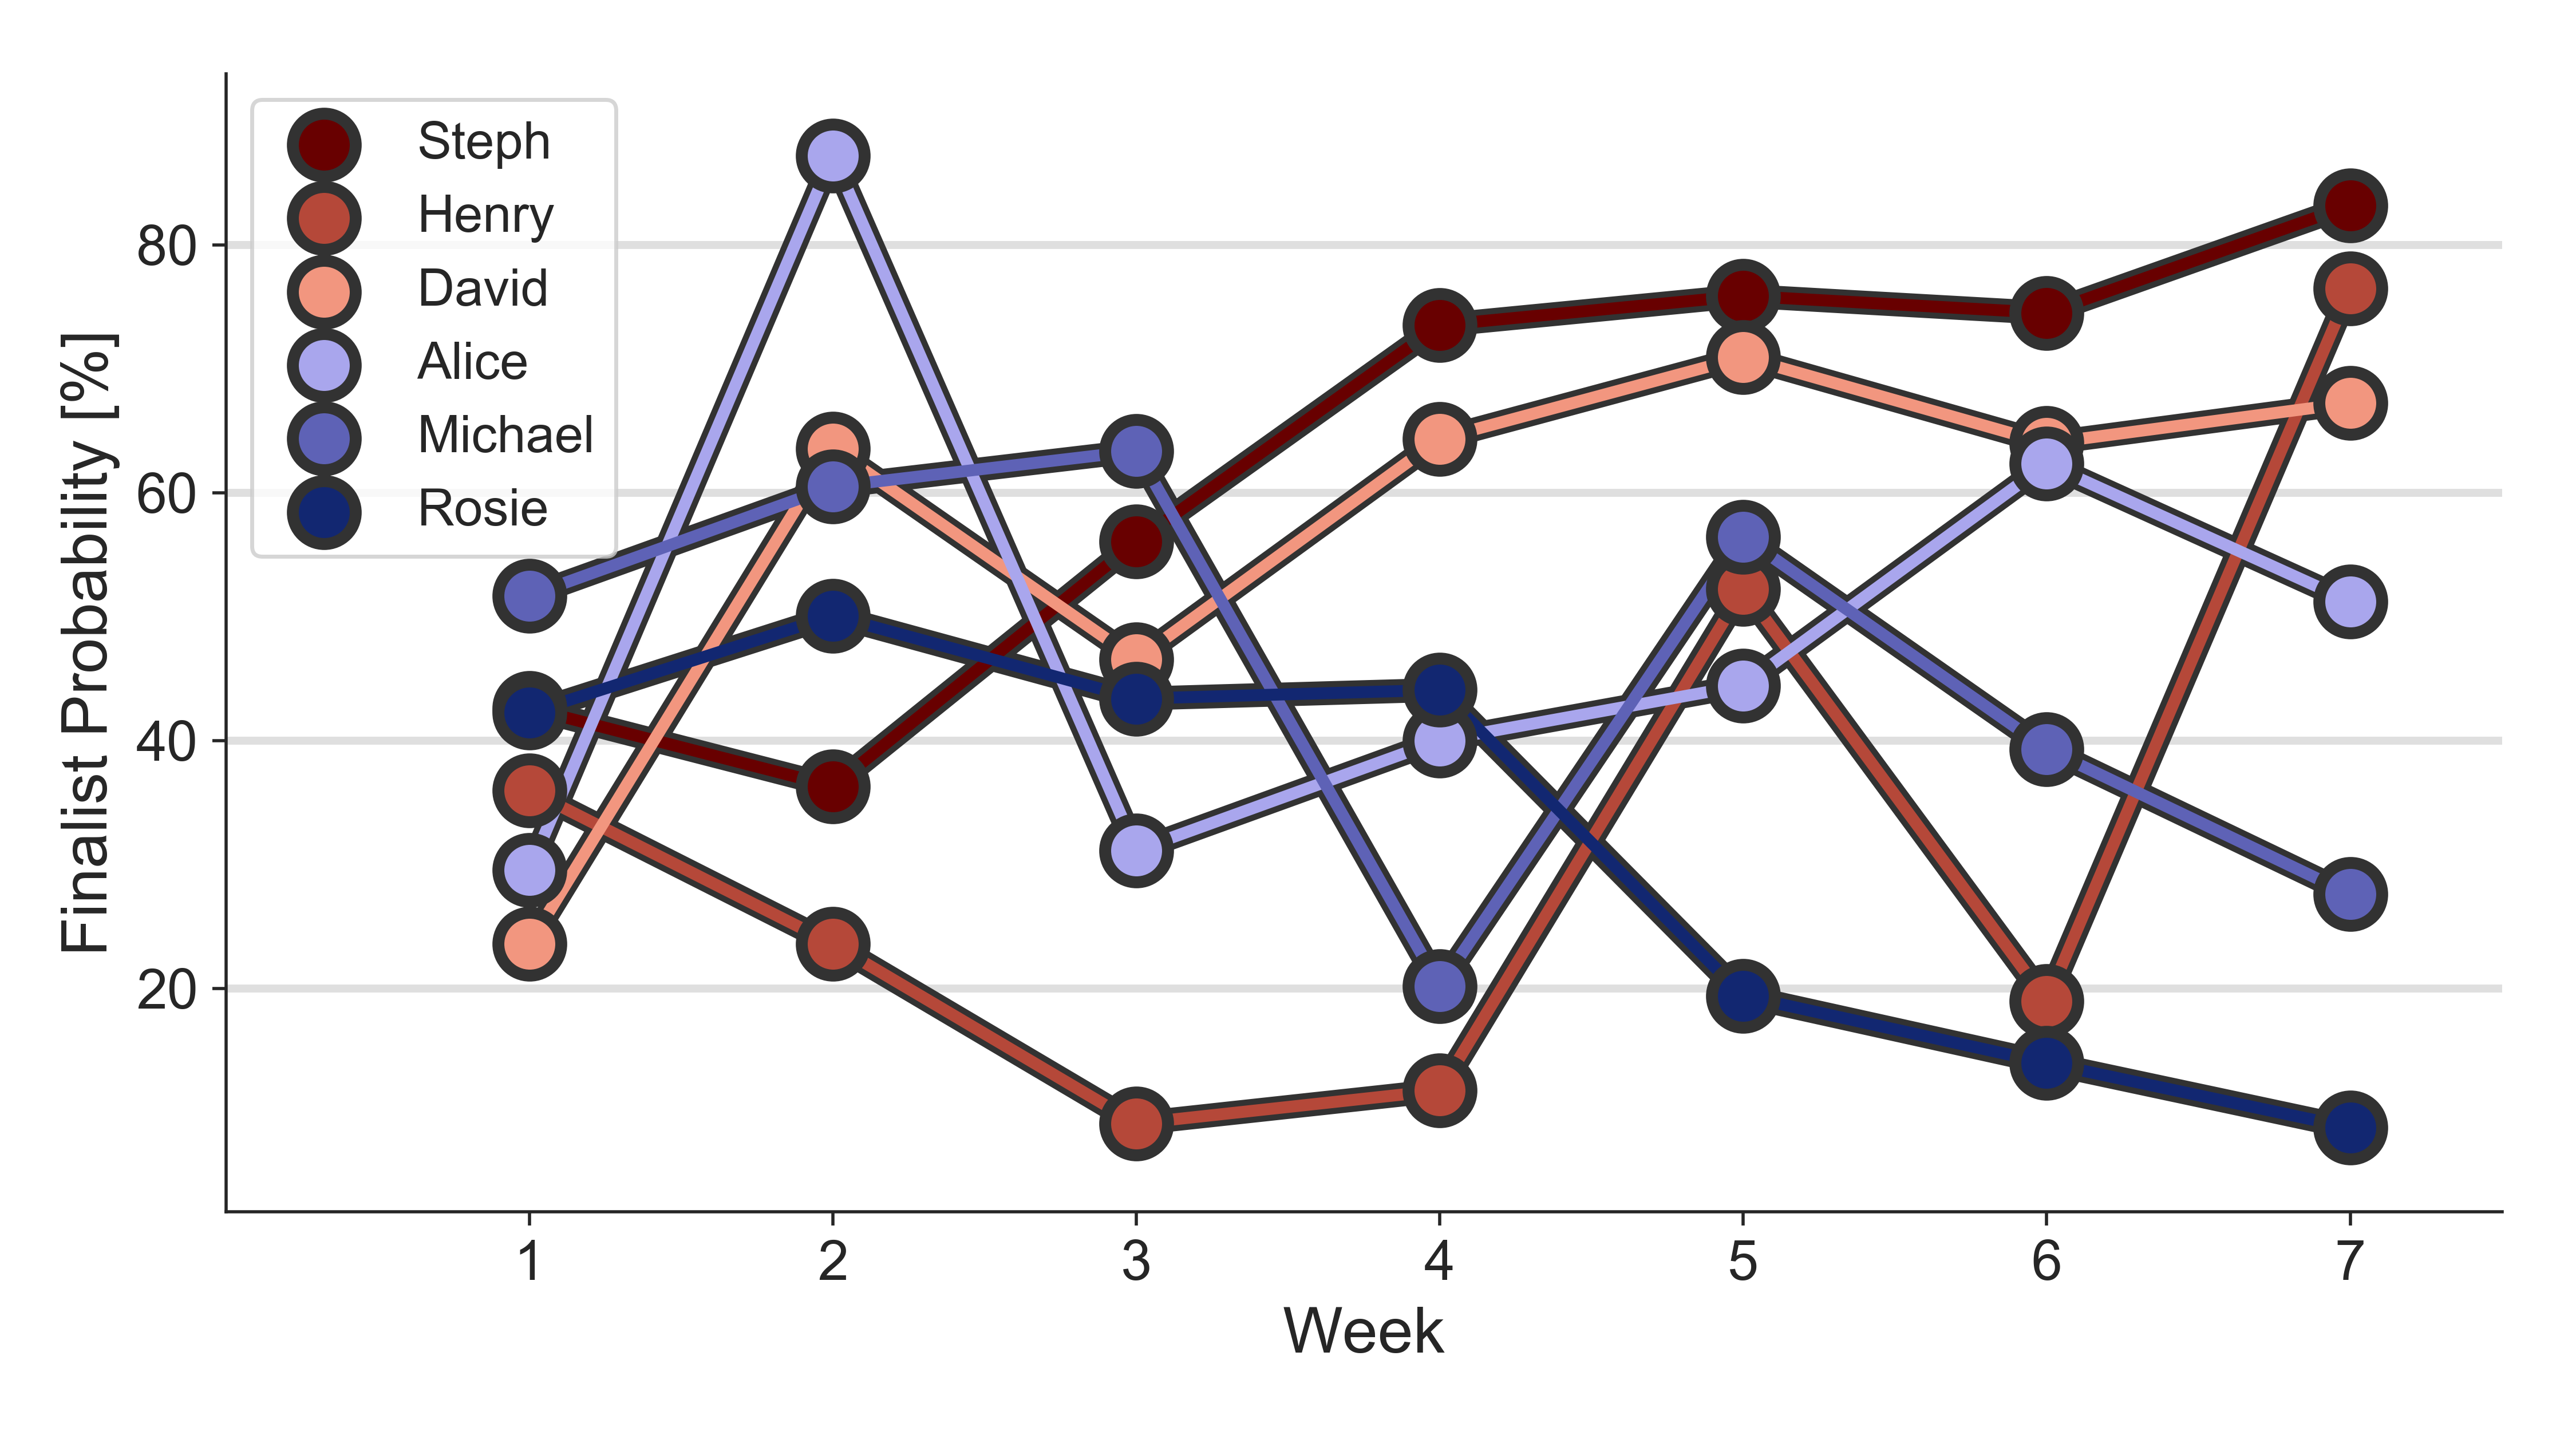 Steph
Henry
David
Alice
Michael
Rosie
Finalist Probability [%]
80
60
40
20
1 2 3 4 5 6 7
Week